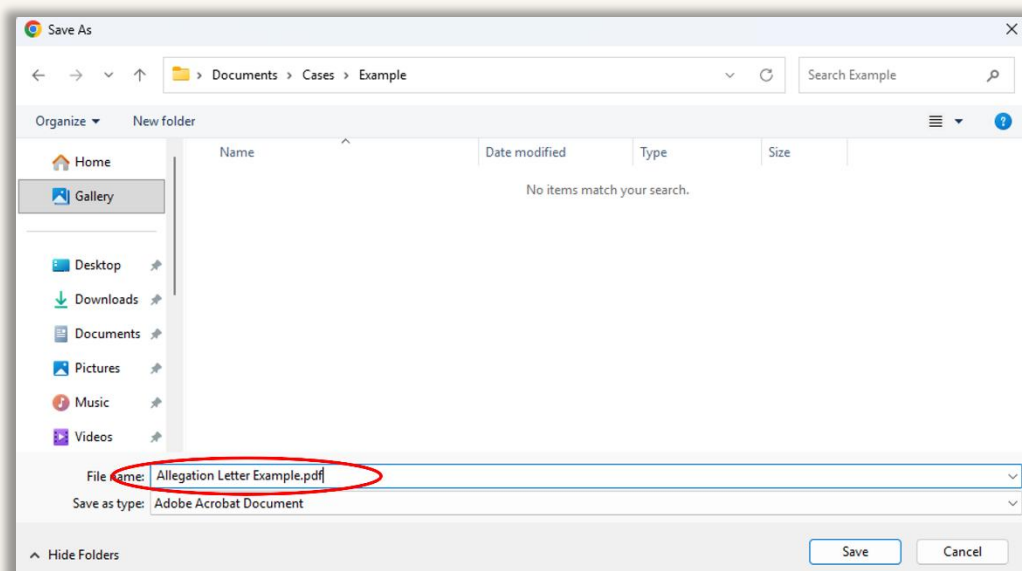 Save As
Documents > Cases > Example
Search Example
Organize
New folder
Name
Date modified
Type
Size
No items match your search.
Home
Gallery
Desktop
Downloads
Documents
Pictures
Music
Videos
File name: Allegation Letter Example.pdf
Save as type: Adobe Acrobat Document
Hide Folders
Save
Cancel